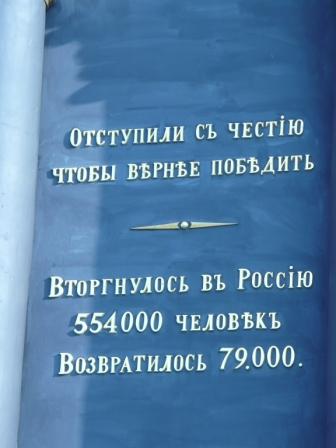 Отступили съ честію
чтобы вѣрнѣе побѣдить
Вторгнулось въ Россію
554000 человѣкъ
Возвратилось 79.000.